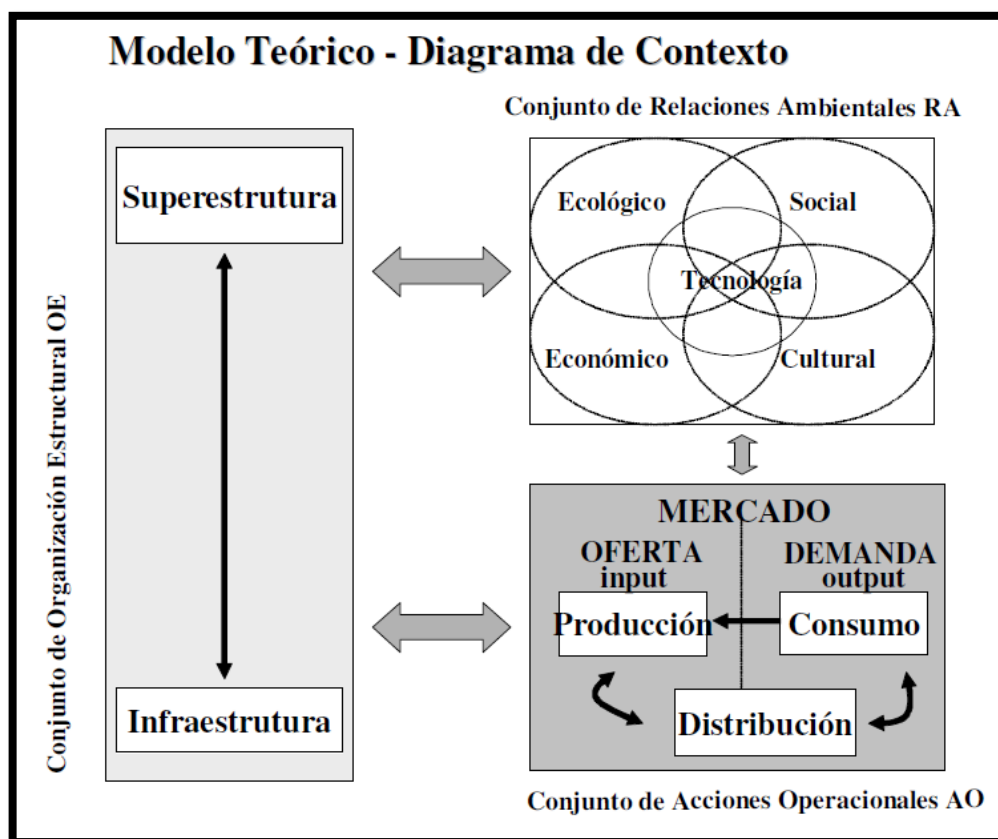 Modelo Teórico - Diagrama de Contexto
Conjunto de Organización Estructural OE
Superestrutura
Infraestrutura
Conjunto de Relaciones Ambientales RA
Ecológico
Social
Tecnología
Económico
Cultural
MERCADO
OFERTA
input
DEMANDA
output
Producción
Consumo
Distribución
Conjunto de Acciones Operacionales AO